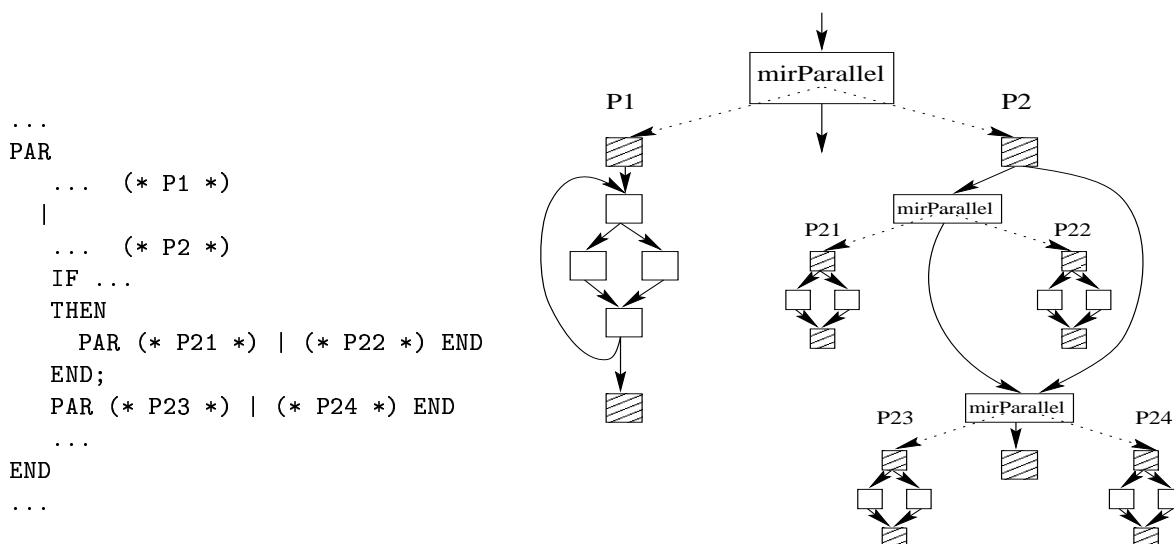 ...
PAR
... (* P1 *)
|
... (* P2 *)
IF ...
THEN
PAR (* P21 *) | (* P22 *) END
END;
PAR (* P23 *) | (* P24 *) END
...
END
...
mirParallel
P1
P2
mirParallel
P21
P22
mirParallel
P23
P24